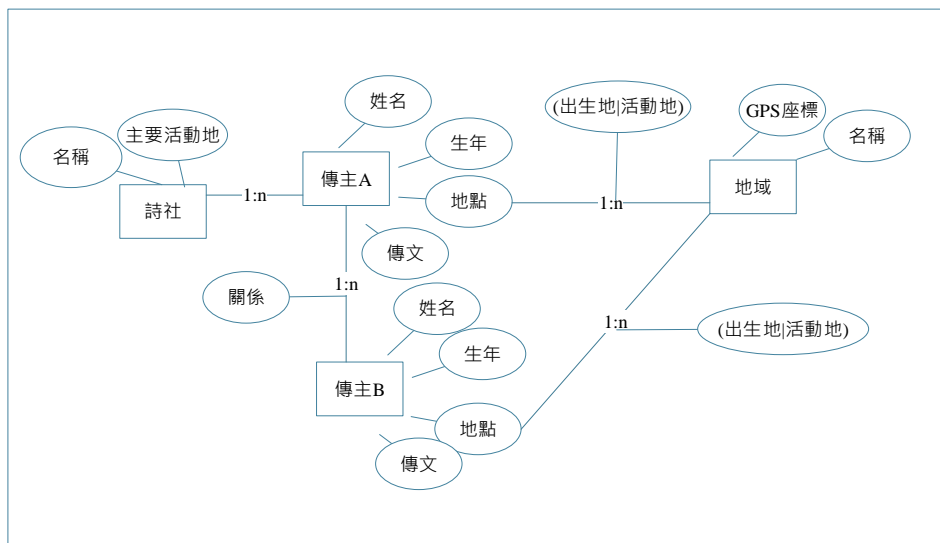 姓名
(出生地|活動地)
GPS座標
主要活動地
名稱
生年
名稱
傳主A
地點
詩社
1:n
1:n
地域
傳文
1:n
關係
姓名
1:n
(出生地|活動地)
生年
傳主B
地點
傳文